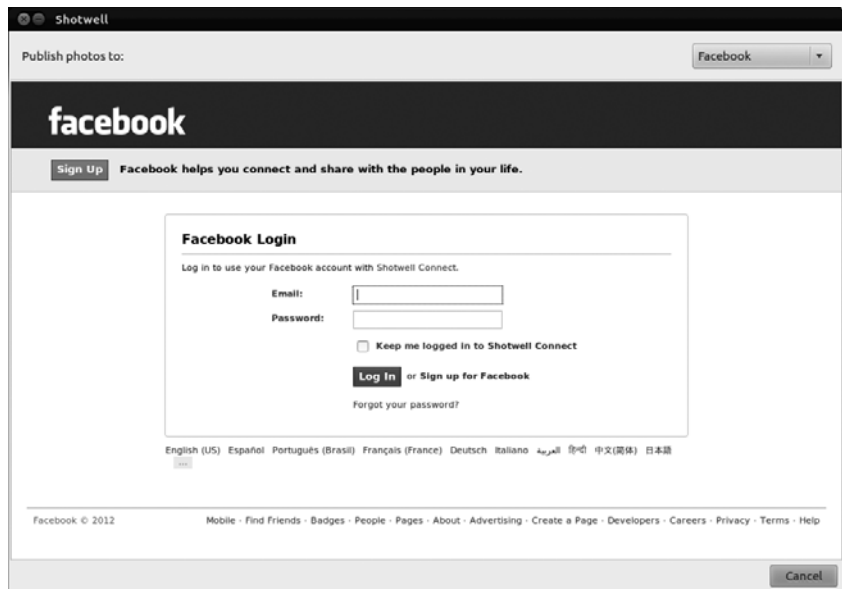 Shotwell
Publish photos to:
Facebook
facebook
Sign Up Facebook helps you connect and share with the people in your life.
Facebook Login
Log in to use your Facebook account with Shotwell Connect.
Email:
Password:
Keep me logged in to Shotwell Connect
Log In or Sign up for Facebook
Forgot your password?
English (US) Español Português (Brasil) Français (France) Deutsch Italiano العربية हिन्दी 中文(简体) 日本語
...
Facebook © 2012 Mobile · Find Friends · Badges · People · Pages · About · Advertising · Create a Page · Developers · Careers · Privacy · Terms · Help
Cancel